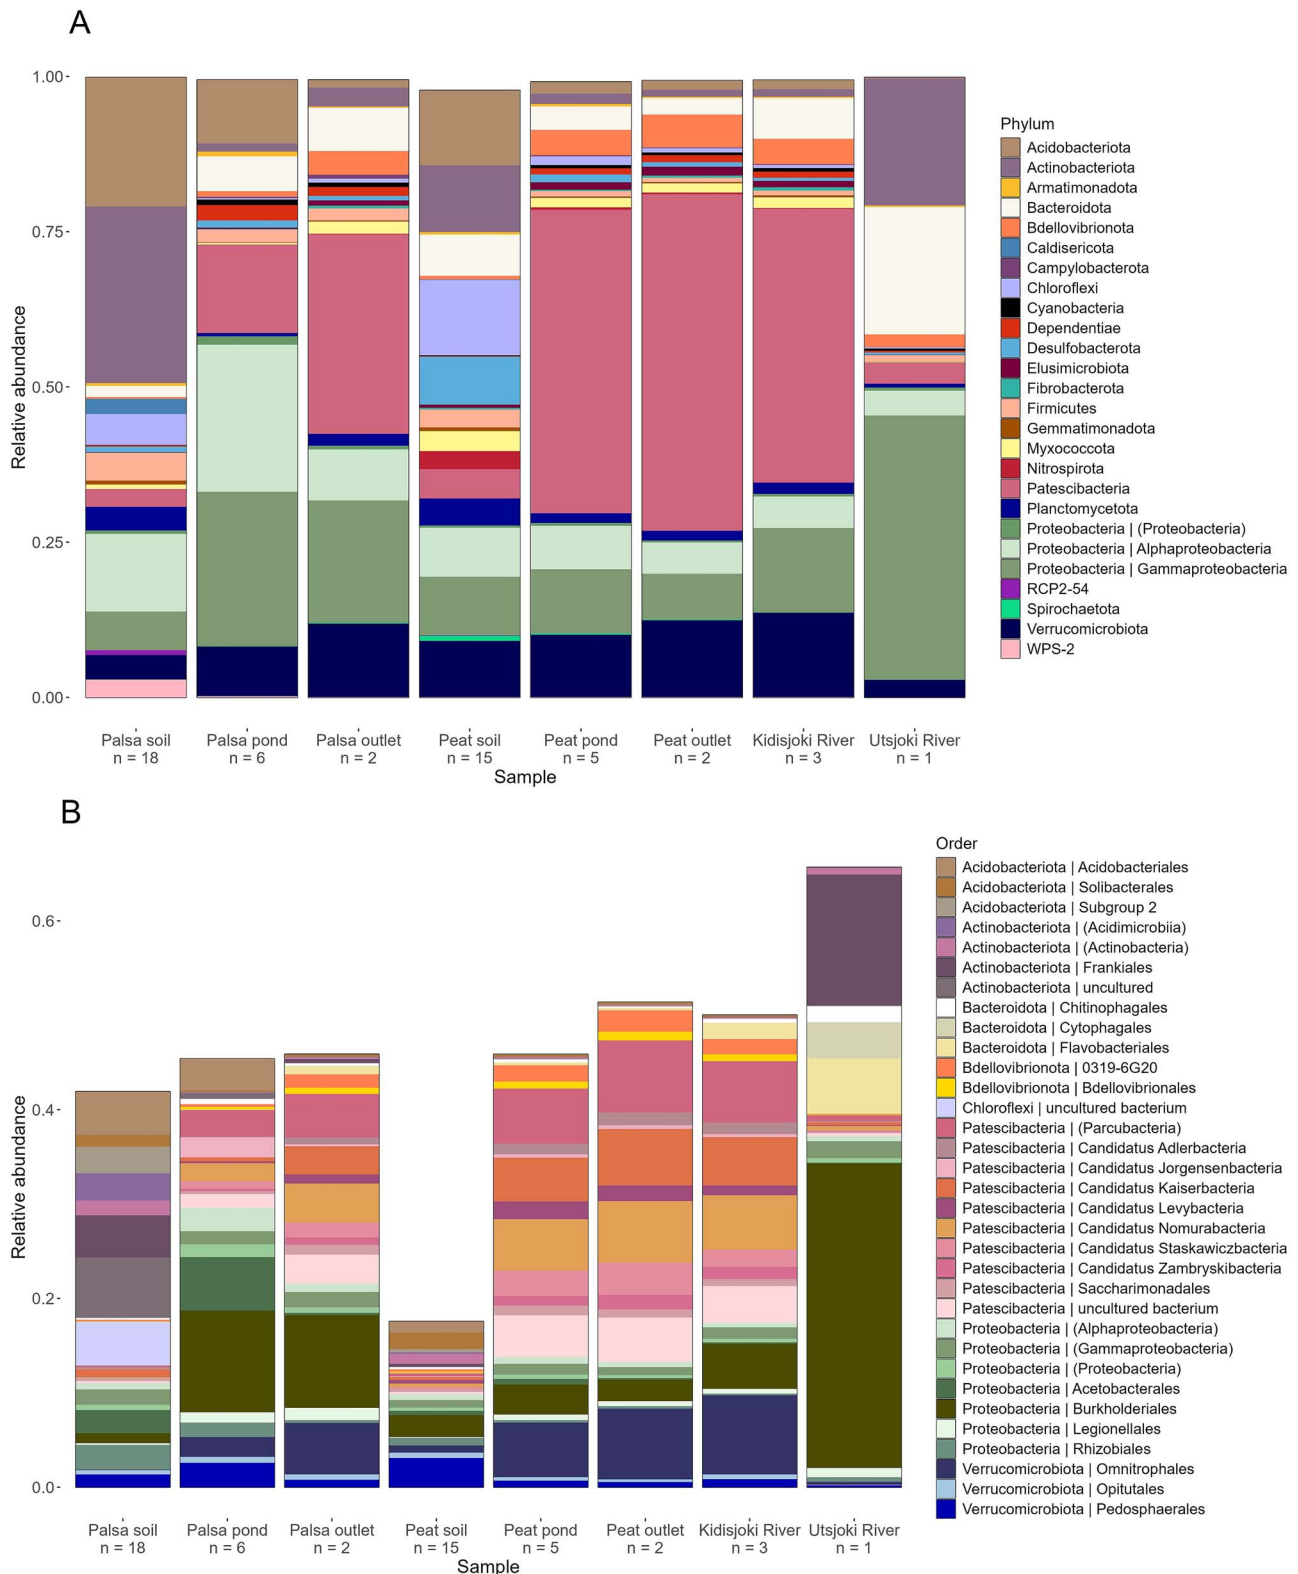 A
1.00
0.75
0.50
0.25
0.00
Relative abundance
Palsa soil
n = 18
Palsa pond
n = 6
Palsa outlet
n = 2
Peat soil
n = 15
Peat pond
n = 5
Peat outlet
n = 2
Kidisjoki River
n = 3
Utsjoki River
n = 1
Sample
Phylum
Acidobacteriota
Actinobacteriota
Armatimonadota
Bacteroidota
Bdellovibrionota
Caldisericota
Campylobacterota
Chloroflexi
Cyanobacteria
Dependentiae
Desulfobacterota
Elusimicrobiota
Fibrobacterota
Firmicutes
Gemmatimonadota
Myxococcota
Nitrospirota
Patescibacteria
Planctomycetota
Proteobacteria | (Proteobacteria)
Proteobacteria | Alphaproteobacteria
Proteobacteria | Gammaproteobacteria
RCP2-54
Spirochaetota
Verrucomicrobiota
WPS-2
B
0.6
0.4
0.2
0.0
Relative abundance
Palsa soil
n = 18
Palsa pond
n = 6
Palsa outlet
n = 2
Peat soil
n = 15
Peat pond
n = 5
Peat outlet
n = 2
Kidisjoki River
n = 3
Utsjoki River
n = 1
Sample
Order
Acidobacteriota | Acidobacteriales
Acidobacteriota | Solibacterales
Acidobacteriota | Subgroup 2
Actinobacteriota | (Acidimicrobiia)
Actinobacteriota | (Actinobacteria)
Actinobacteriota | Frankiales
Actinobacteriota | uncultured
Bacteroidota | Chitinophagales
Bacteroidota | Cytophagales
Bacteroidota | Flavobacteriales
Bdellovibrionota | 0319-6G20
Bdellovibrionota | Bdellovibrionales
Chloroflexi | uncultured bacterium
Patescibacteria | (Parcubacteria)
Patescibacteria | Candidatus Adlerbacteria
Patescibacteria | Candidatus Jorgensenbacteria
Patescibacteria | Candidatus Kaiserbacteria
Patescibacteria | Candidatus Levybacteria
Patescibacteria | Candidatus Nomurabacteria
Patescibacteria | Candidatus Staskawiczbacteria
Patescibacteria | Candidatus Zambryskibacteria
Patescibacteria | Saccharimonadales
Patescibacteria | uncultured bacterium
Proteobacteria | (Alphaproteobacteria)
Proteobacteria | (Gammaproteobacteria)
Proteobacteria | (Proteobacteria)
Proteobacteria | Acetobacterales
Proteobacteria | Burkholderiales
Proteobacteria | Legionellales
Proteobacteria | Rhizobiales
Verrucomicrobiota | Omnitrophales
Verrucomicrobiota | Opitutales
Verrucomicrobiota | Pedosphaerales